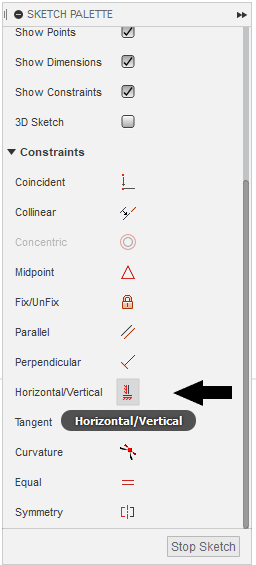 SKETCH PALETTE
Show Points
Show Dimensions
Show Constraints
3D Sketch
Constraints
Coincident
Collinear
Concentric
Midpoint
Fix/UnFix
Parallel
Perpendicular
Horizontal/Vertical
Tangent
Horizontal/Vertical
Curvature
Equal
Symmetry
Stop Sketch